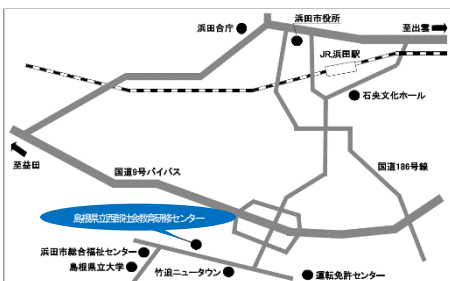 浜田市役所
浜田合庁
至出雲
JR浜田駅
石央文化ホール
至益田
国道9号バイパス
国道186号線
島根県立西部社会教育研修センター
浜田市総合福祉センター
島根県立大学
竹迫ニュータウン
運転免許センター